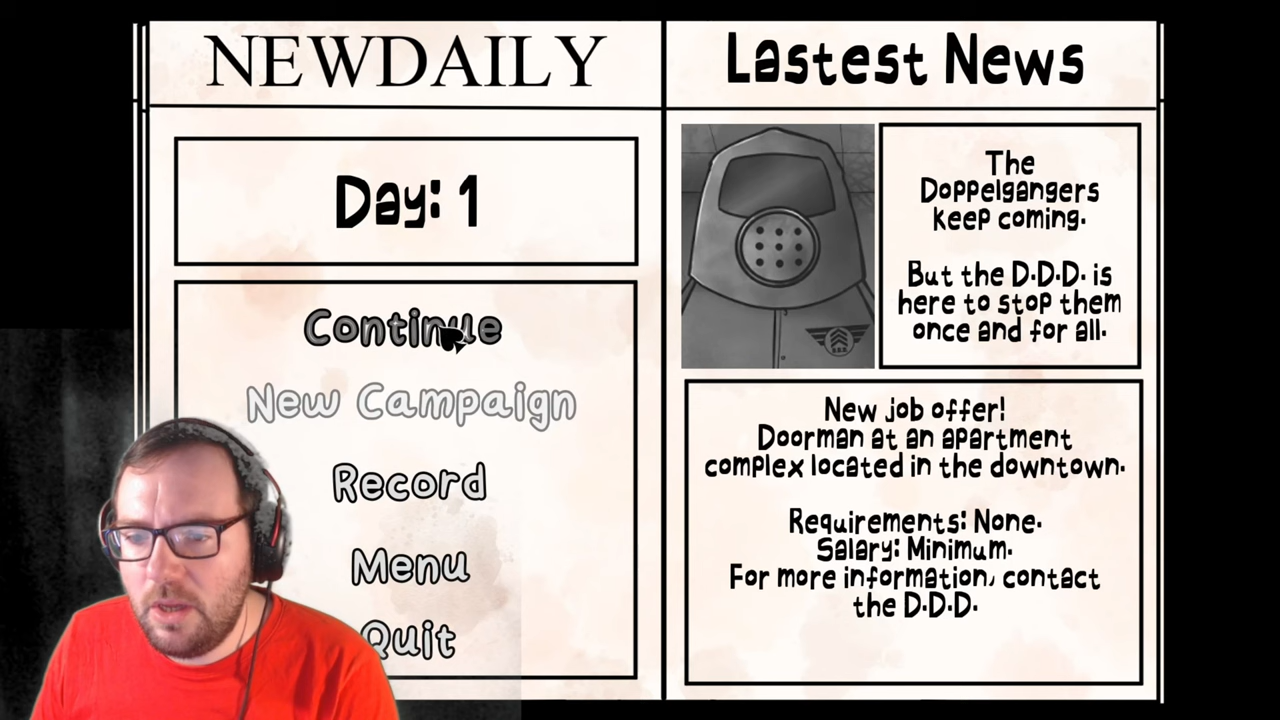 NEWDAILY
Day: 1
Continue
New Campaign
Record
Menu
Quit
Lastest News
The
Doppelgangers
keep coming.
But the D.D.D. is
here to stop them
once and for all.
New job offer!
Doorman at an apartment
complex located in the downtown.
Requirements: None.
Salary: Minimum.
For more information, contact
the D.D.D.